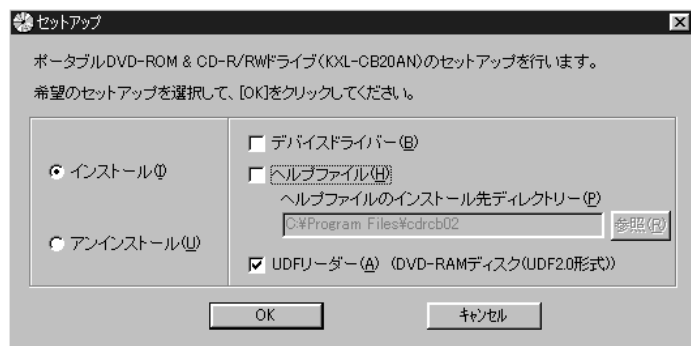 セットアップ
ポータブルDVD-ROM & CD-R/RWドライブ(KXL-CB20AN)のセットアップを行います。
希望のセットアップを選択して、[OK]をクリックしてください。
インストール(I)
アンインストール(U)
デバイスドライバー(B)
ヘルプファイル(H)
ヘルプファイルのインストール先ディレクトリー(P)
C:¥Program Files¥cdrcb02
参照(R)
UDFリーダー(A) (DVD-RAMディスク(UDF2.0形式))
OK
キャンセル